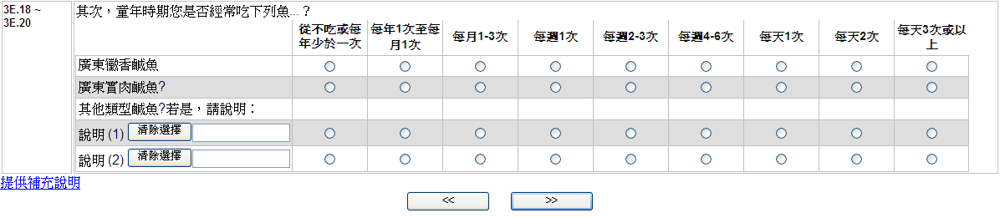 3E.18 ~
3E.20
其次，童年時期您是否經常吃下列魚...？
從不吃或每年少於一次 每年1次至每月1次 每月1-3次 每週1次 每週2-3次 每週4-6次 每天1次 每天2次 每天3次或以上
廣東黴香鹹魚
廣東實肉鹹魚?
其他類型鹹魚?若是，請說明：
說明 (1) 清除選擇
說明 (2) 清除選擇
提供補充說明
<< >>